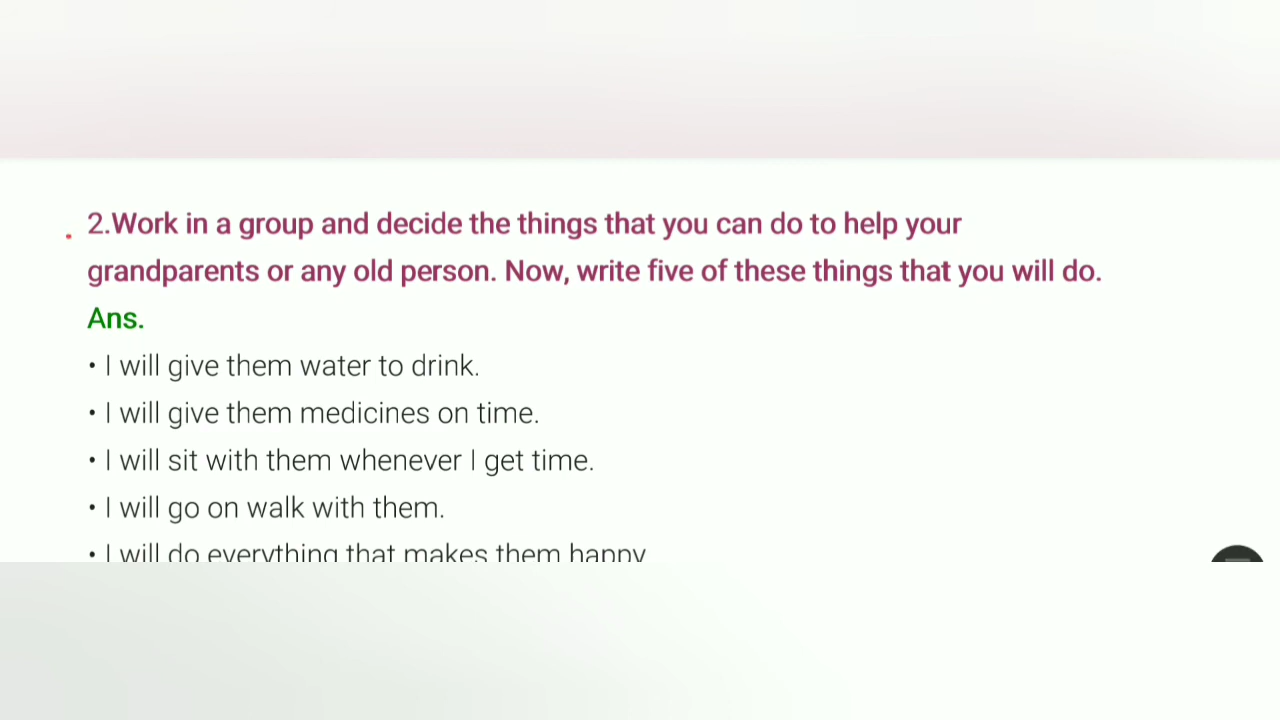 2.Work in a group and decide the things that you can do to help your
grandparents or any old person. Now, write five of these things that you will do.
Ans.
• I will give them water to drink.
• I will give them medicines on time.
• I will sit with them whenever I get time.
• I will go on walk with them.
• I will do everything that makes them happy